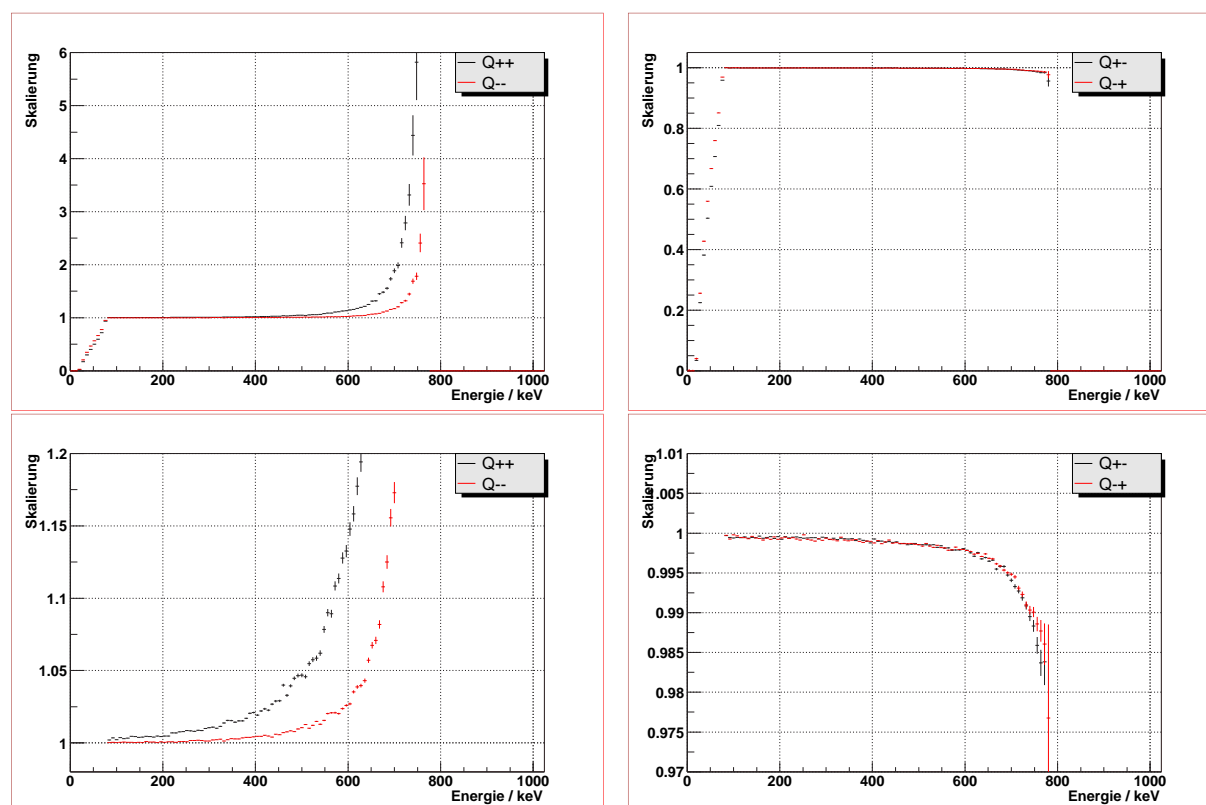 Skalierung
6
5
4
3
2
1
0
0 200 400 600 800 1000
Energie / keV
Q++
Q--
Skalierung
1
0.8
0.6
0.4
0.2
0
0 200 400 600 800 1000
Energie / keV
Q+-
Q-+
Skalierung
1.2
1.15
1.1
1.05
1
0 200 400 600 800 1000
Energie / keV
Q++
Q--
Skalierung
1.01
1.005
1
0.995
0.99
0.985
0.98
0.975
0.97
0 200 400 600 800 1000
Energie / keV
Q+-
Q-+